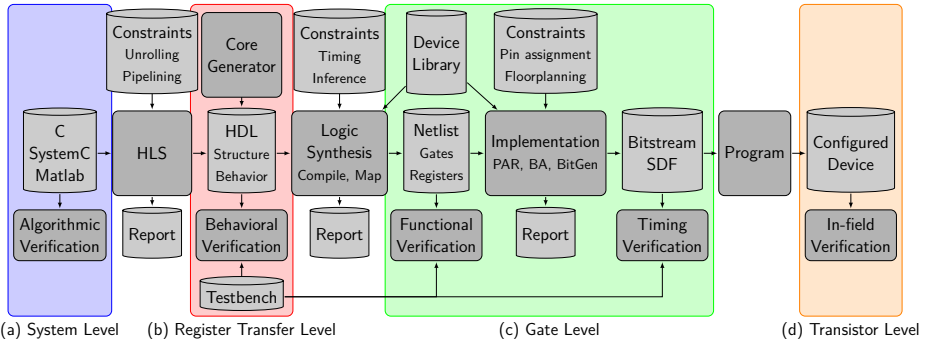 Constraints
Unrolling
Pipelining
Core
Generator
Constraints
Timing
Inference
Device
Library
Constraints
Pin assignment
Floorplanning
C
SystemC
Matlab
HLS
HDL
Structure
Behavior
Logic
Synthesis
Compile, Map
Netlist
Gates
Registers
Implementation
PAR, BA, BitGen
Bitstream
SDF
Program
Configured
Device
Algorithmic
Verification
Report
Behavioral
Verification
Report
Functional
Verification
Report
Timing
Verification
In-field
Verification
Testbench
(a) System Level
(b) Register Transfer Level
(c) Gate Level
(d) Transistor Level